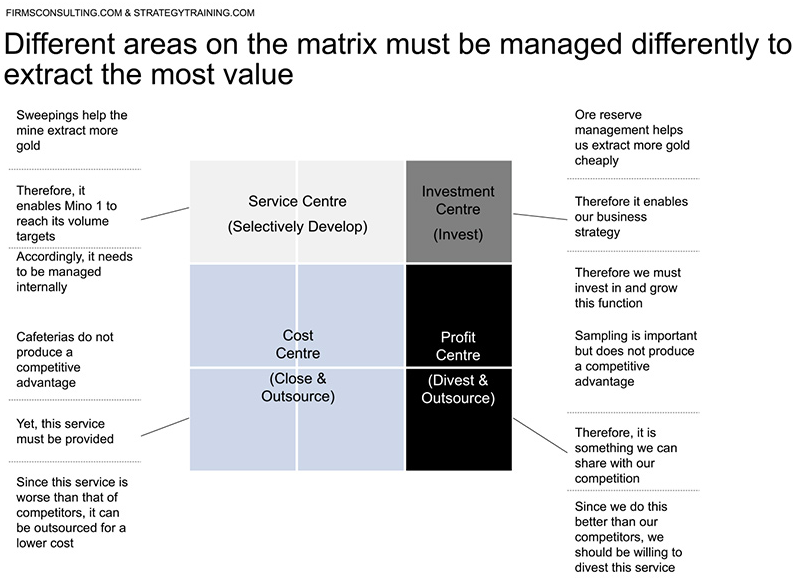 FIRMSCONSULTING.COM & STRATEGYTRAINING.COM
Different areas on the matrix must be managed differently to
extract the most value
Sweepings help the
mine extract more
gold
Therefore, it
enables Mino 1 to
reach its volume
targets
Accordingly, it needs
to be managed
internally
Cafeterias do not
produce a
competitive
advantage
Yet, this service
must be provided
Since this service is
worse than that of
competitors, it can
be outsourced for a
lower cost
Service Centre
(Selectively Develop)
Investment
Centre
(Invest)
Cost
Centre
(Close &
Outsource)
Profit
Centre
(Divest &
Outsource)
Ore reserve
management helps
us extract more gold
cheaply
Therefore it enables
our business
strategy
Therefore we must
invest in and grow
this function
Sampling is important
but does not produce
a competitive
advantage
Therefore, it is
something we can
share with our
competition
Since we do this
better than our
competitors, we
should be willing to
divest this service